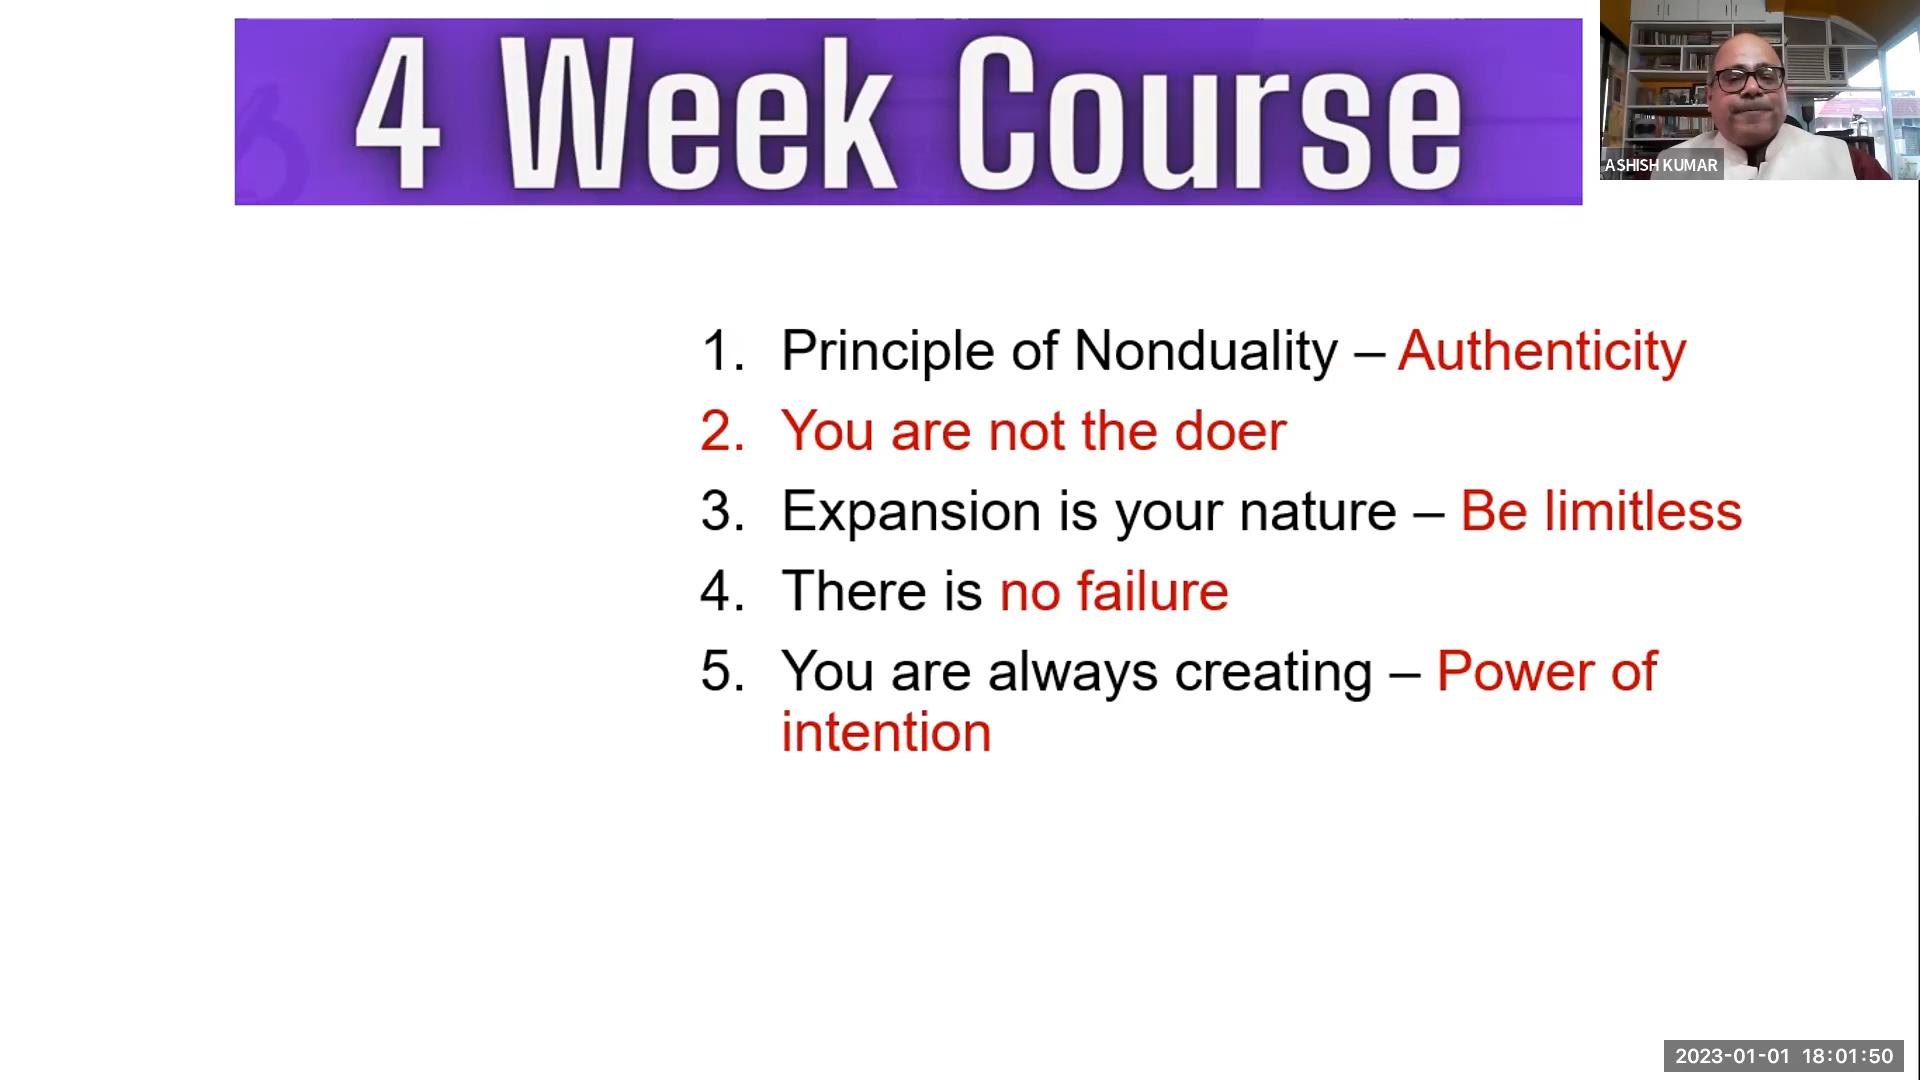 4 Week Course
ASHISH KUMAR
1. Principle of Nonduality – Authenticity
2. You are not the doer
3. Expansion is your nature – Be limitless
4. There is no failure
5. You are always creating – Power of
intention
2023-01-01 18:01:50